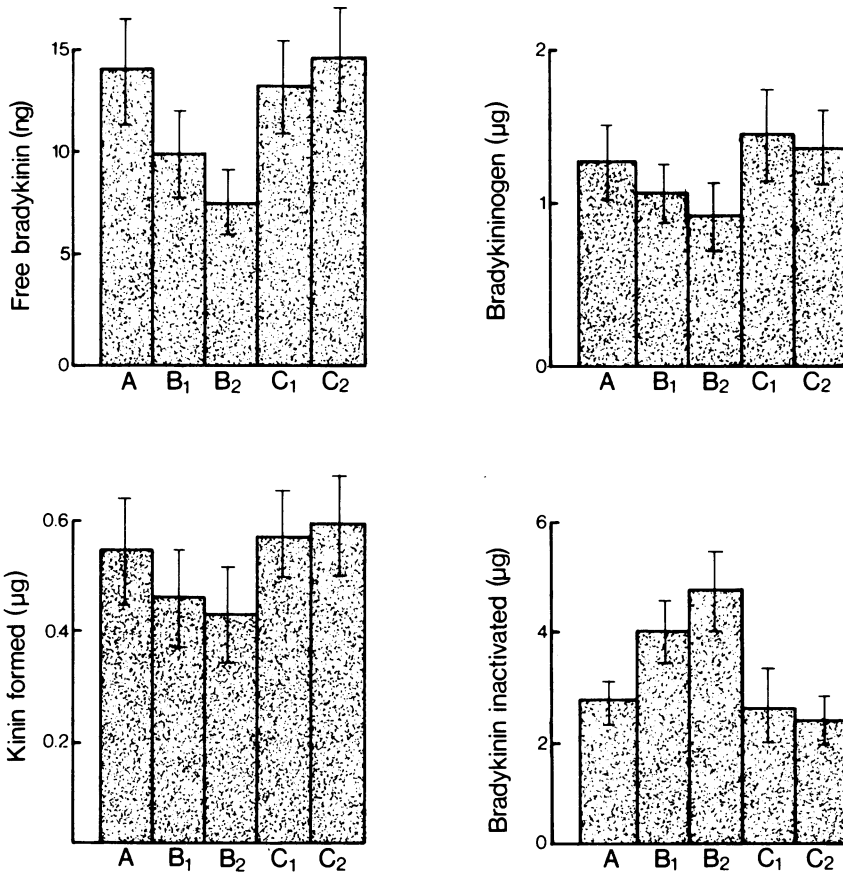 Free bradykinin (ng)
15
10
5
0
A B₁ B₂ C₁ C₂
Bradykininogen (µg)
2
1
0
A B₁ B₂ C₁ C₂
Kinin formed (µg)
0.6
0.4
0.2
A B₁ B₂ C₁ C₂
Bradykinin inactivated (µg)
6
4
2
0
A B₁ B₂ C₁ C₂